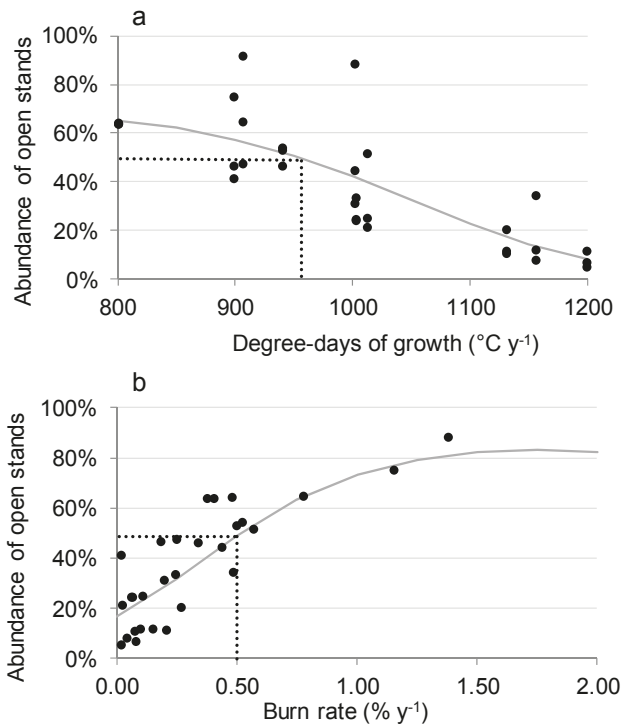 a
100%
80%
60%
40%
20%
0%
Abundance of open stands
800 900 1000 1100 1200
Degree-days of growth (°C y-1)
b
100%
80%
60%
40%
20%
0%
Abundance of open stands
0.00 0.50 1.00 1.50 2.00
Burn rate (% y-1)